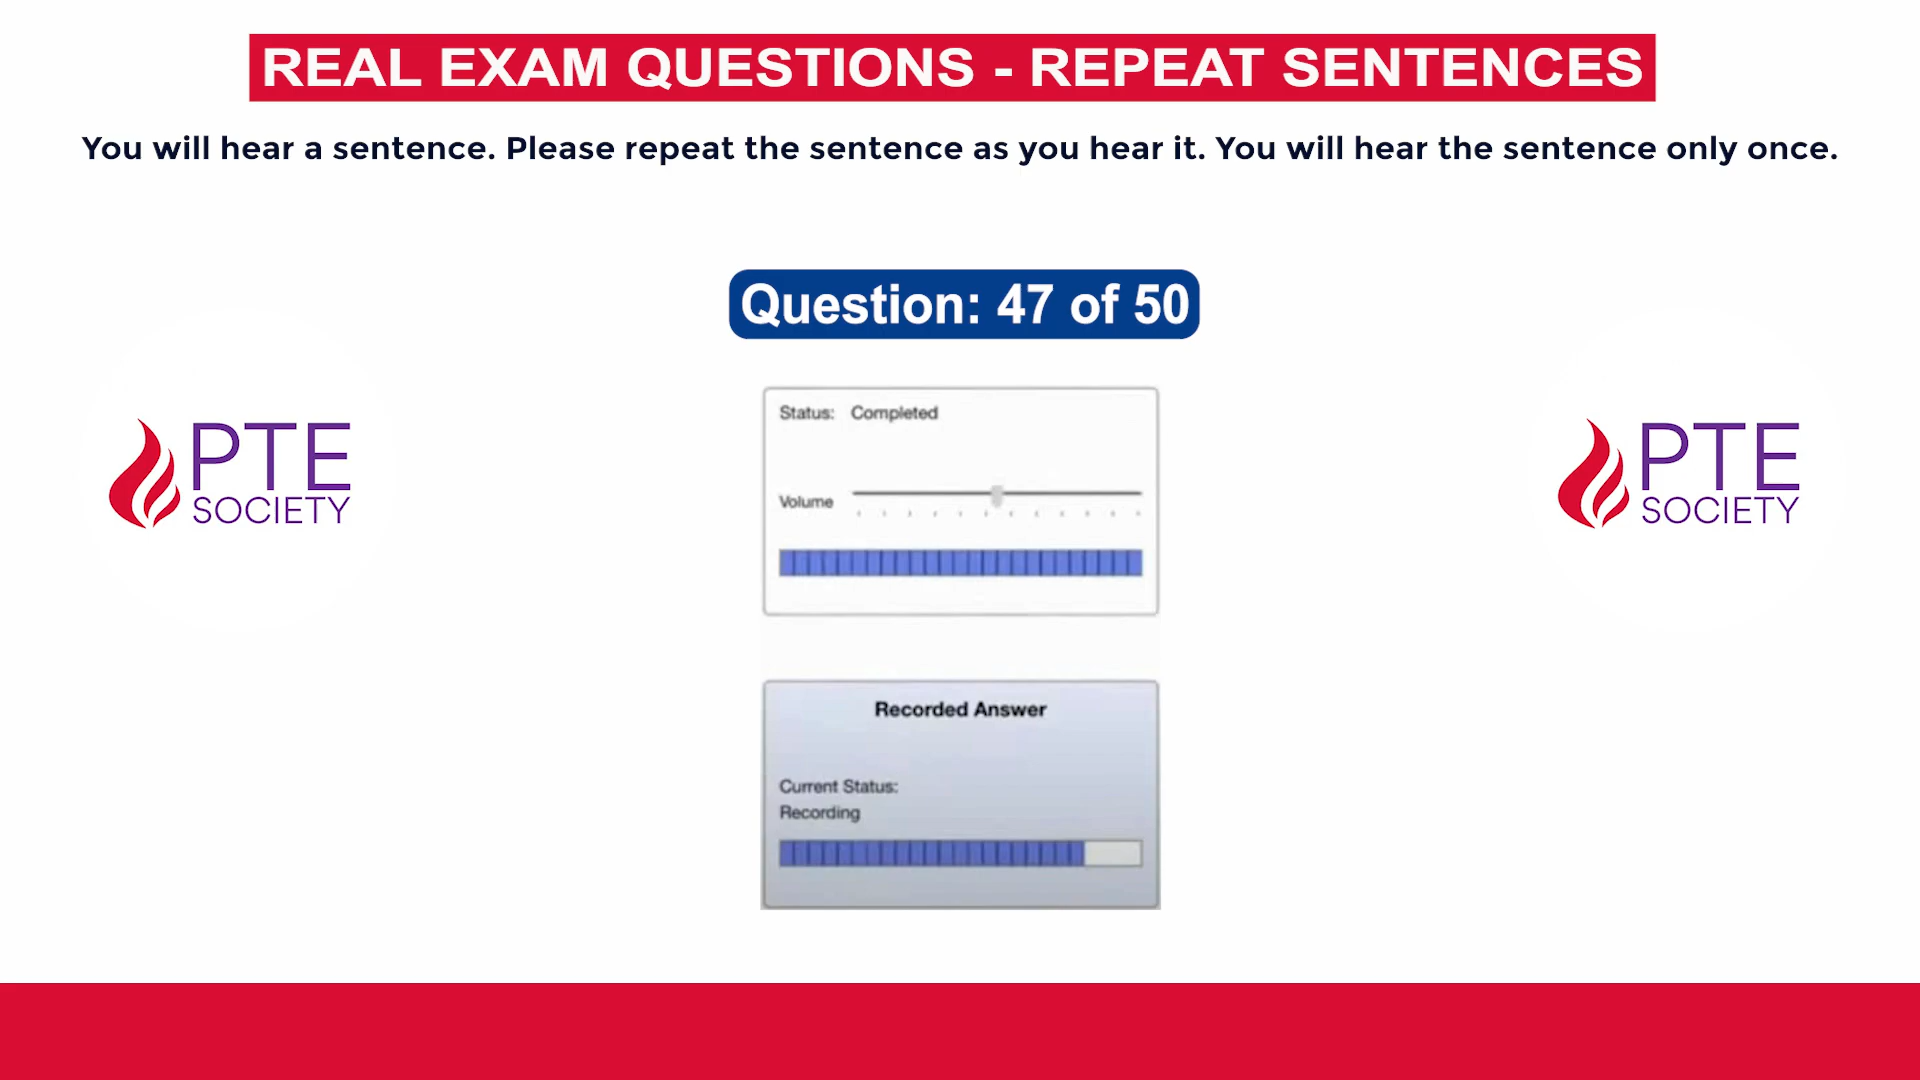 REAL EXAM QUESTIONS - REPEAT SENTENCES
You will hear a sentence. Please repeat the sentence as you hear it. You will hear the sentence only once.
Question: 47 of 50
Status: Completed
PTE
SOCIETY
PTE
SOCIETY
Volume
Recorded Answer
Current Status:
Recording